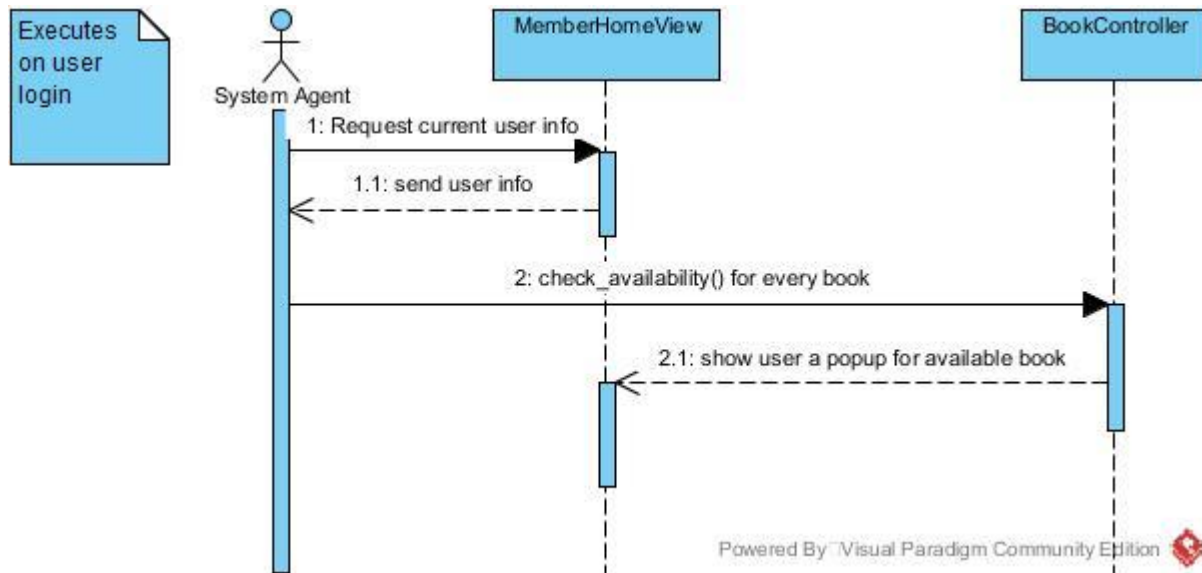 Executes
on user
login
System Agent
MemberHomeView
BookController
1: Request current user info
1.1: send user info
2: check_availability() for every book
2.1: show user a popup for available book
Powered By Visual Paradigm Community Edition